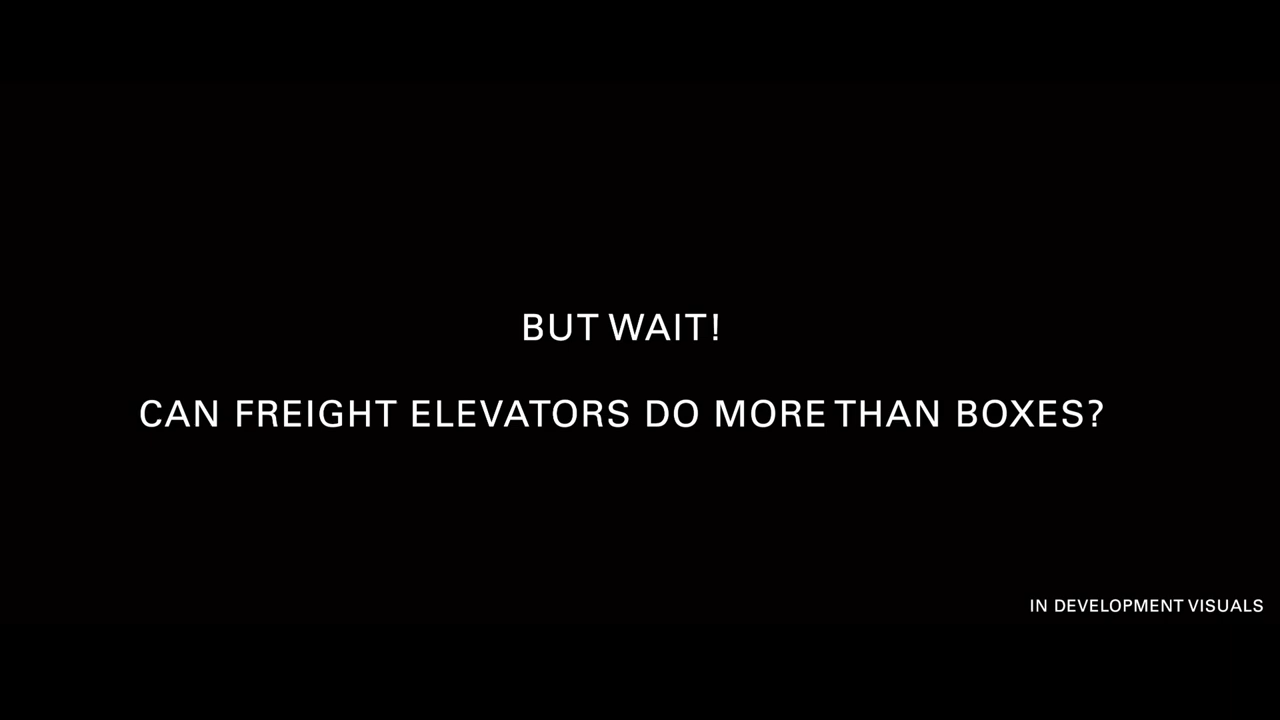 BUT WAIT!
CAN FREIGHT ELEVATORS DO MORE THAN BOXES?
IN DEVELOPMENT VISUALS